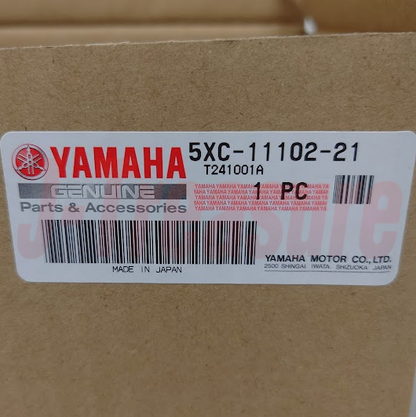 YAMAHA
5XC-11102-21
T241001A
GENUINE
Parts & Accessories
1 PC
MADE IN JAPAN
YAMAHA MOTOR CO.,LTD.
2500 SHINGAI IWATA SHIZUOKA JAPAN